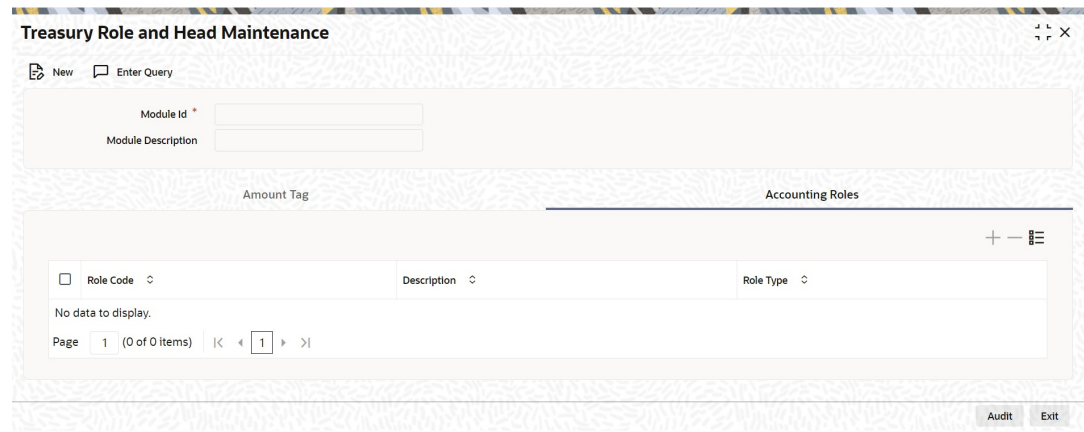 Treasury Role and Head Maintenance
New Enter Query
Module Id *
Module Description
Amount Tag Accounting Roles
Role Code Description Role Type
No data to display.
Page 1 (0 of 0 items) 1
Audit Exit